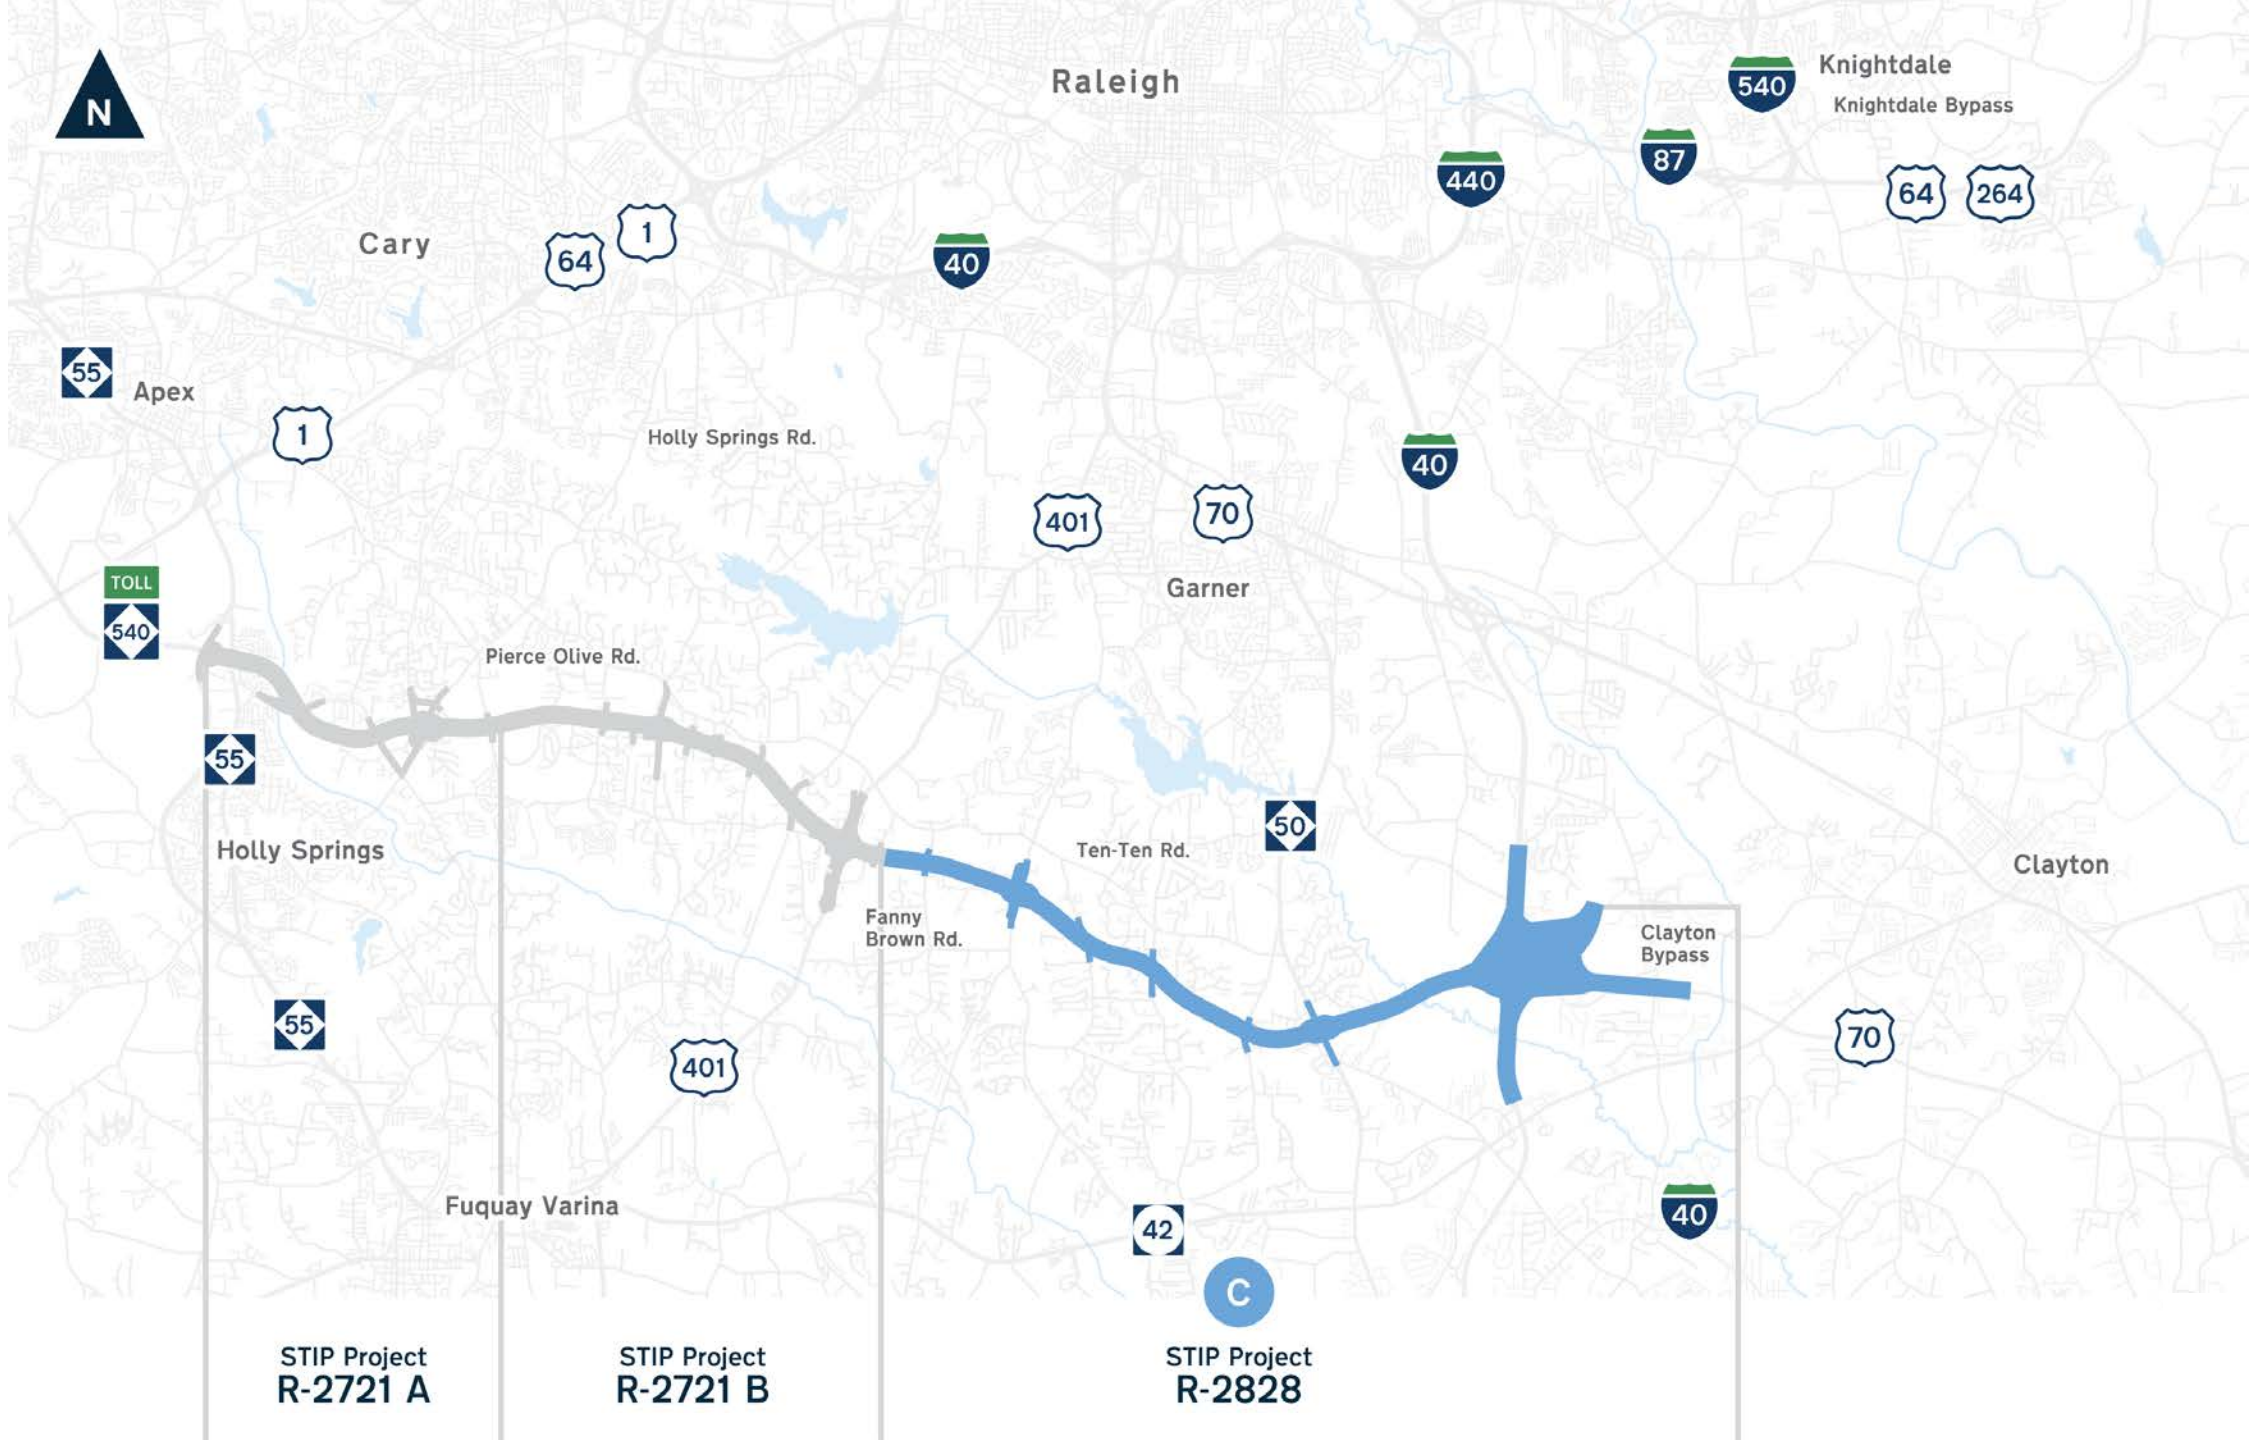 N
Raleigh
540
Knightdale
Knightdale Bypass
87
440
64
264
1
64
Cary
40
55
Apex
1
Holly Springs Rd.
40
401
70
Garner
TOLL
540
Pierce Olive Rd.
55
50
Holly Springs
Ten-Ten Rd.
Clayton
Fanny
Brown Rd.
Clayton
Bypass
55
70
401
Fuquay Varina
40
42
C
STIP Project
R-2721 A
STIP Project
R-2721 B
STIP Project
R-2828